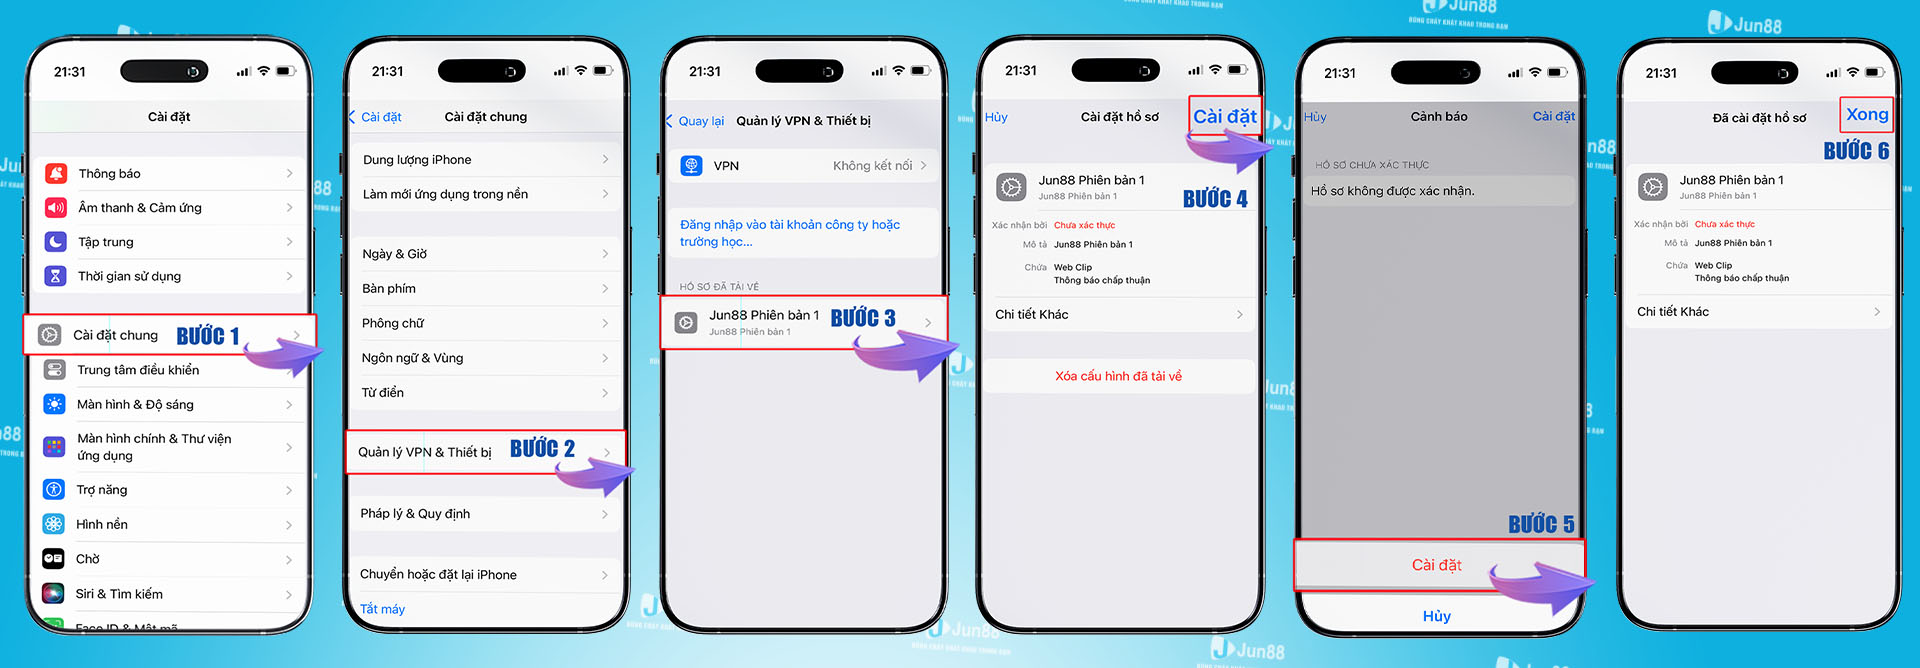 21:31
Cài đặt
Thông báo
Âm thanh & Cảm ứng
Tập trung
Thời gian sử dụng
Cài đặt chung
BƯỚC 1
Trung tâm điều khiển
Màn hình & Độ sáng
Màn hình chính & Thư viện
ứng dụng
Trợ năng
Hình nền
Chờ
Siri & Tìm kiếm
Face ID & Mật mã
21:31
Cài đặt
Cài đặt chung
Dung lượng iPhone
Làm mới ứng dụng trong nền
Ngày & Giờ
Bàn phím
Phông chữ
Ngôn ngữ & Vùng
Từ điển
Quản lý VPN & Thiết bị
BƯỚC 2
Pháp lý & Quy định
Chuyển hoặc đặt lại iPhone
Tắt máy
21:31
Quay lại
Quản lý VPN & Thiết bị
VPN
Không kết nối
Đăng nhập vào tài khoản công ty hoặc
trường học...
HỒ SƠ ĐÃ TẢI VỀ
Jun88 Phiên bản 1
Jun88 Phiên bản 1
BƯỚC 3
21:31
Hủy
Cài đặt hồ sơ
Cài đặt
BƯỚC 4
Jun88 Phiên bản 1
Jun88 Phiên bản 1
Xác nhận bởi Chưa xác thực
Mô tả Jun88 Phiên bản 1
Chứa Web Clip
Thông báo chấp thuận
Chi tiết Khác
Xóa cấu hình đã tải về
21:31
Hủy
Cảnh báo
Cài đặt
HỒ SƠ CHƯA XÁC THỰC
Hồ sơ không được xác nhận.
BƯỚC 5
Cài đặt
Hủy
21:31
Đã cài đặt hồ sơ
Xong
BƯỚC 6
Jun88 Phiên bản 1
Jun88 Phiên bản 1
Xác nhận bởi Chưa xác thực
Mô tả Jun88 Phiên bản 1
Chứa Web Clip
Thông báo chấp thuận
Chi tiết Khác
Jun88
Jun88
Jun88
Jun88